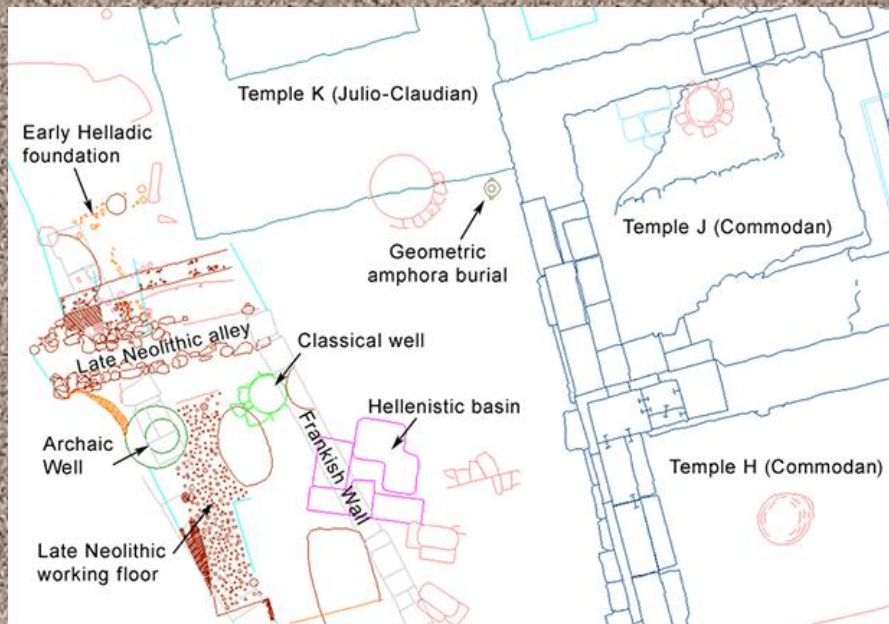 Temple K (Julio-Claudian)
Early Helladic
foundation
Temple J (Commodan)
Geometric
amphora burial
Late Neolithic alley
Classical well
Hellenistic basin
Archaic
Well
Frankish Wall
Temple H (Commodan)
Late Neolithic
working floor